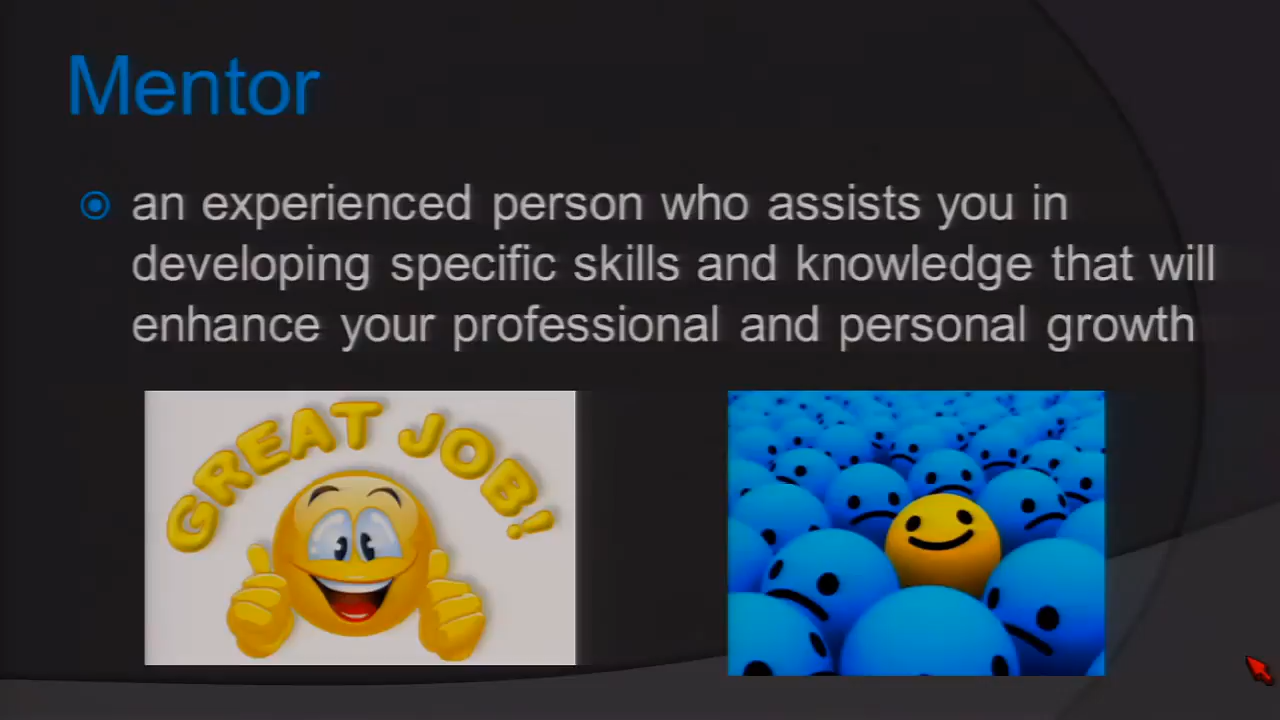 Mentor
an experienced person who assists you in
developing specific skills and knowledge that will
enhance your professional and personal growth
GREAT JOB!